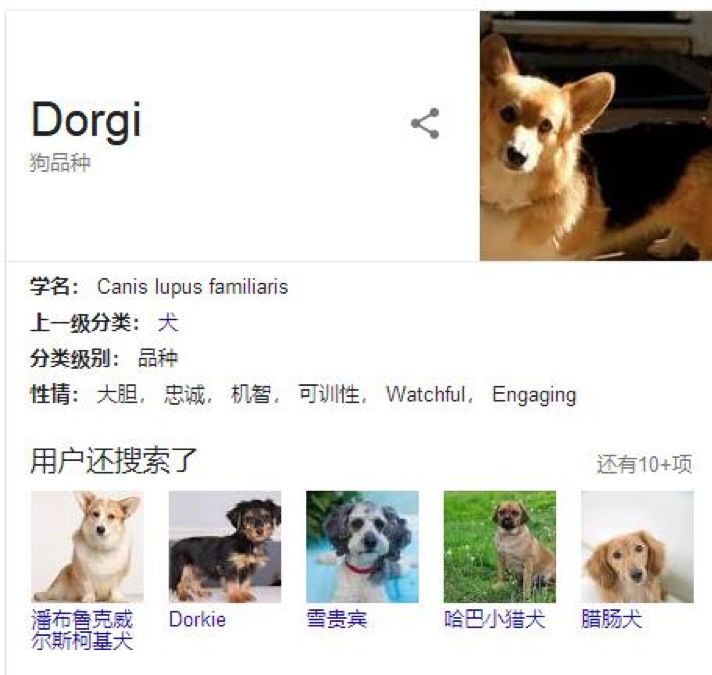 Dorgi
狗品种
学名： Canis lupus familiaris
上一级分类： 犬
分类级别： 品种
性情： 大胆， 忠诚， 机智， 可训性， Watchful， Engaging
用户还搜索了
还有10+项
潘布鲁克威
尔斯柯基犬
Dorkie
雪贵宾
哈巴小猎犬
腊肠犬